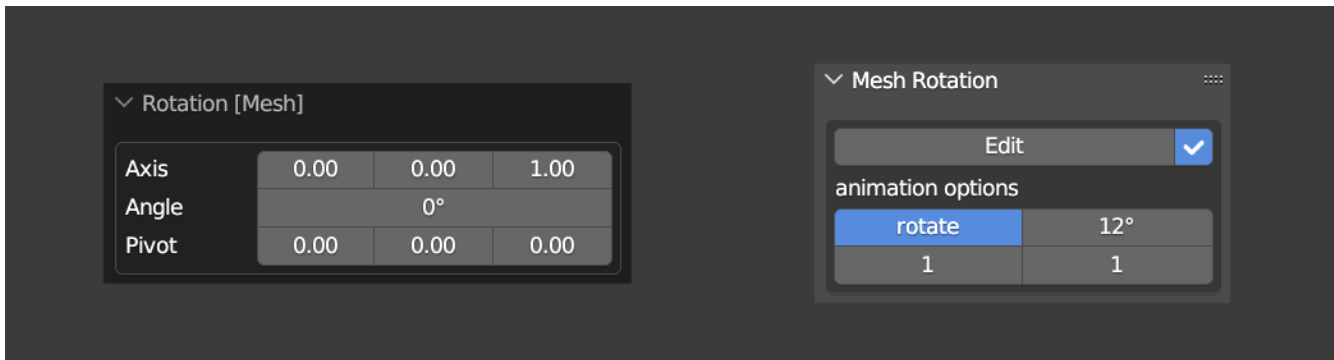 Rotation [Mesh]
Axis 0.00 0.00 1.00
Angle 0°
Pivot 0.00 0.00 0.00
Mesh Rotation
Edit
animation options
rotate 12°
1 1